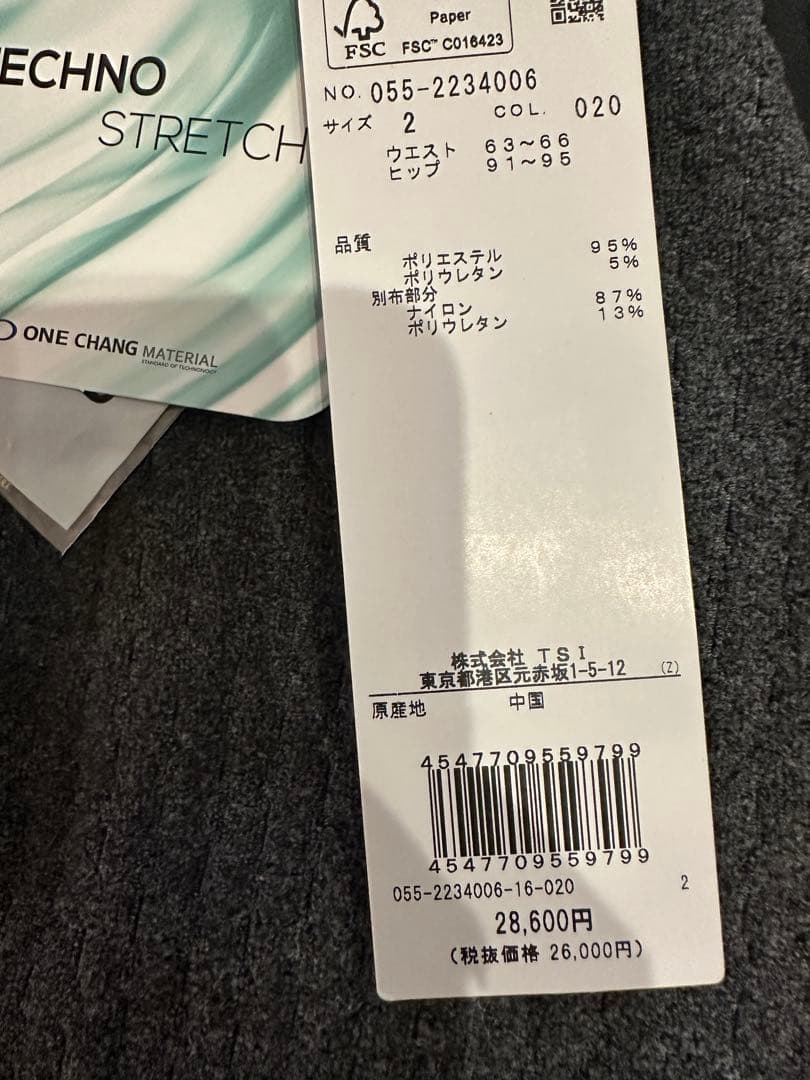 TECHNO
STRETCH
ONE CHANG MATERIAL
STANDARD OF TECHNOLOGY
FSC
Paper
FSC™ C016423
NO. 055-2234006
サイズ 2 COL. 020
ウエスト 63~66
ヒップ 91~95
品質
ポリエステル 95%
ポリウレタン 5%
別布部分
ナイロン 87%
ポリウレタン 13%
株式会社 TSI
東京都港区元赤坂1-5-12 (Z)
原産地 中国
4547709559799
4547709559799
055-2234006-16-020 2
28,600円
(税抜価格 26,000円)